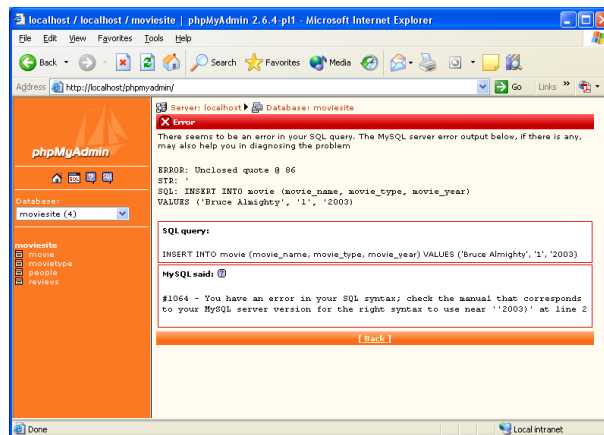 localhost / localhost / moviesite | phpMyAdmin 2.6.4-pl1 - Microsoft Internet Explorer
File Edit View Favorites Tools Help
Back Search Favorites Media
Address http://localhost/phpmyadmin/ Go Links »
phpMyAdmin
SQL
Database:
moviesite (4)
moviesite
movie
movietype
people
reviews
Server: localhost Database: moviesite
Error
There seems to be an error in your SQL query. The MySQL server error output below, if there is any,
may also help you in diagnosing the problem
ERROR: Unclosed quote @ 86
STR: '
SQL: INSERT INTO movie (movie_name, movie_type, movie_year)
VALUES ('Bruce Almighty', '1', '2003)
SQL query:
INSERT INTO movie (movie_name, movie_type, movie_year) VALUES ('Bruce Almighty', '1', '2003)
MySQL said:
#1064 - You have an error in your SQL syntax; check the manual that corresponds
to your MySQL server version for the right syntax to use near ''2003)' at line 2
[ Back ]
Done
Local intranet